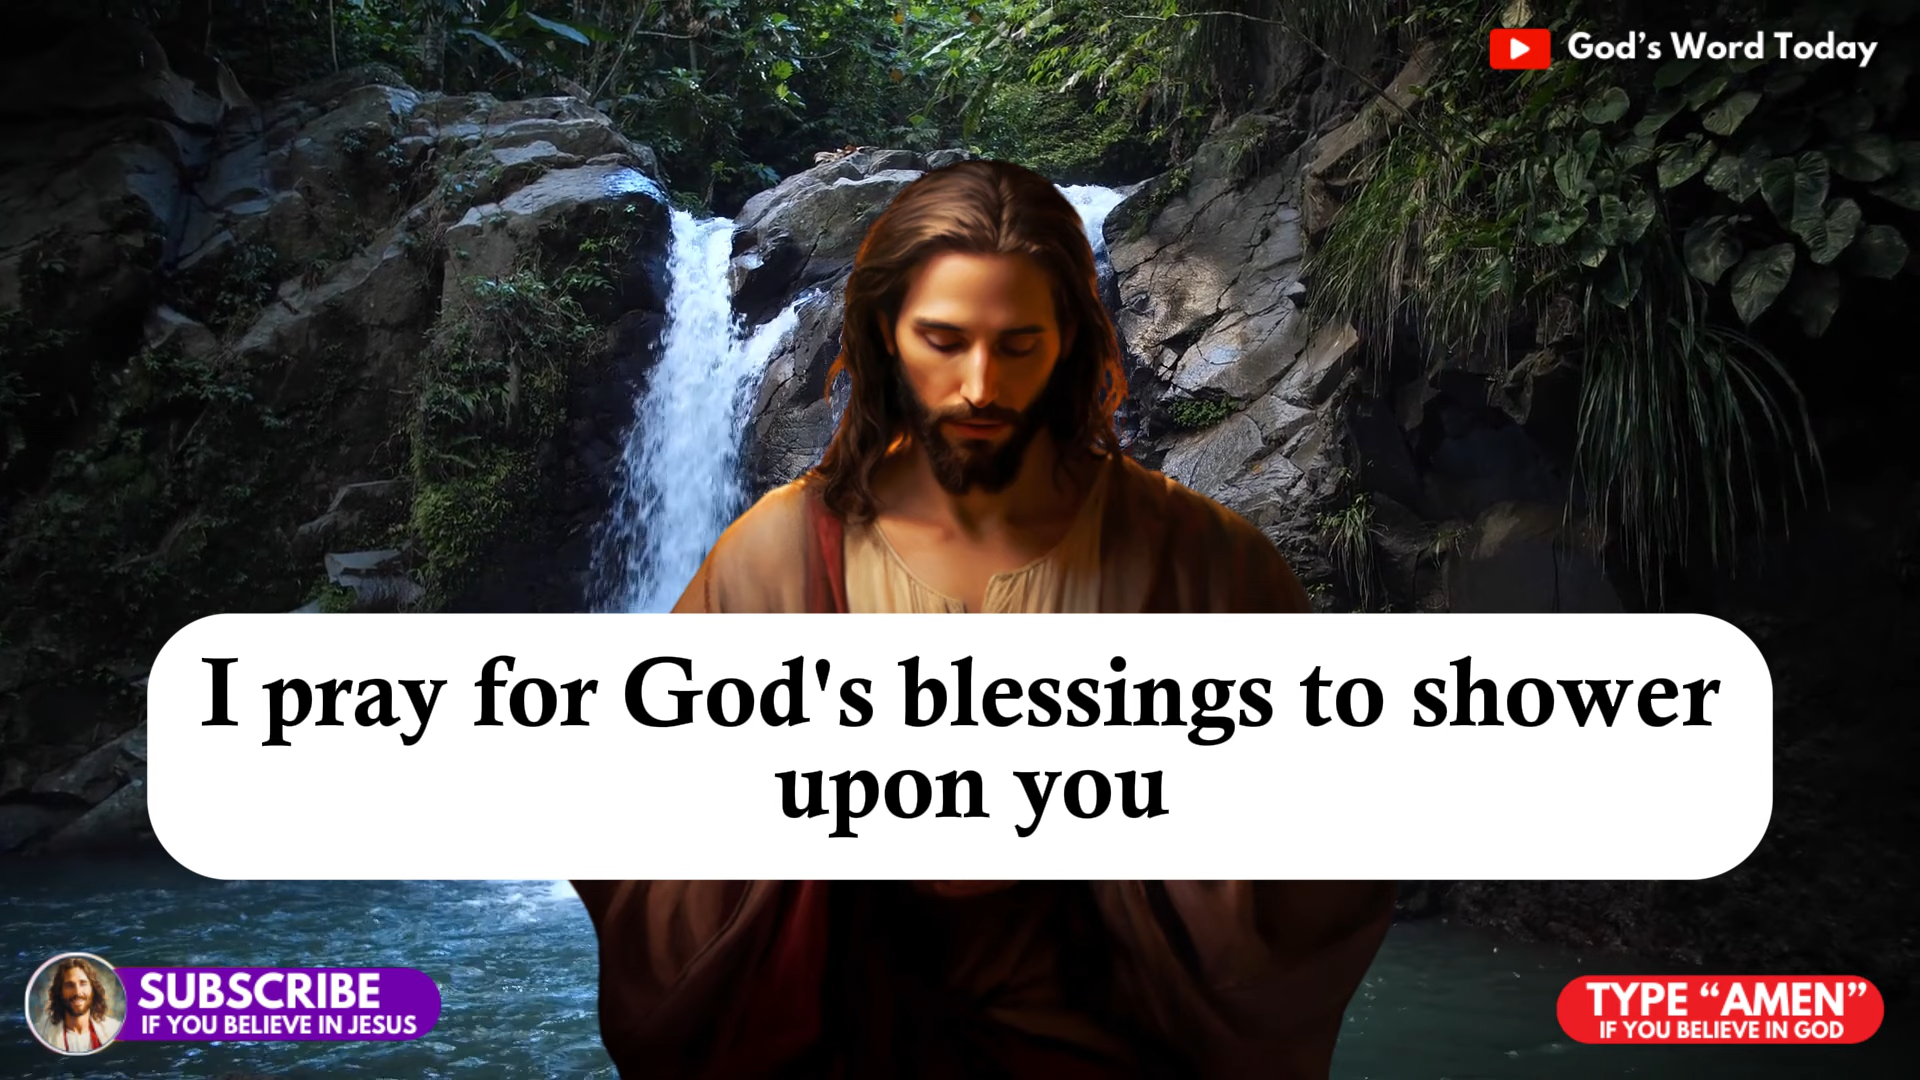 God’s Word Today
I pray for God's blessings to shower
upon you
SUBSCRIBE
IF YOU BELIEVE IN JESUS
TYPE “AMEN”
IF YOU BELIEVE IN GOD